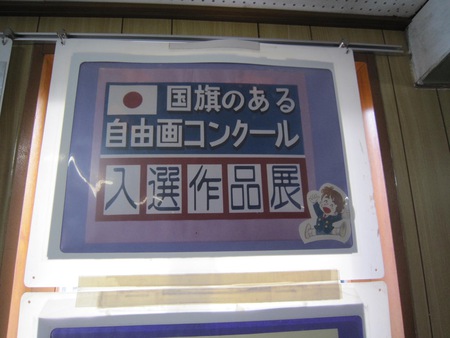 国旗のある
自由画コンクール
入選作品展